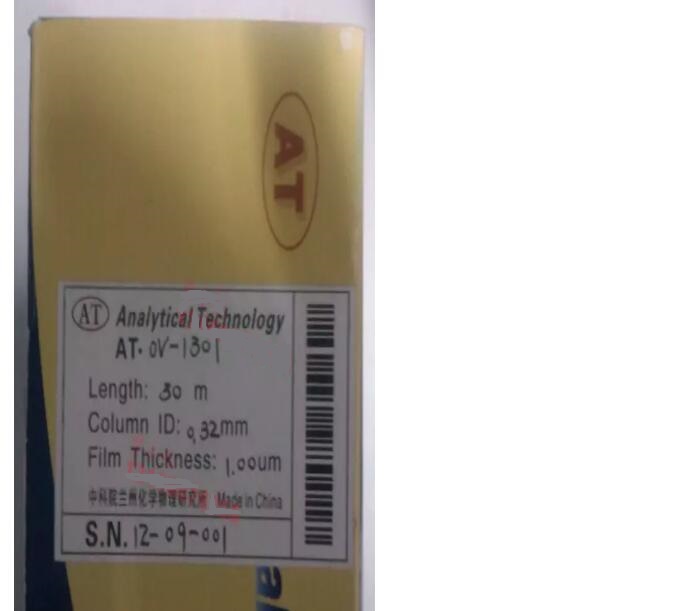 AT
AT Analytical Technology
AT. OV-1301
Length: 30 m
Column ID: 0.32mm
Film Thickness: 1.00um
中科院兰州化学物理研究所 Made in China
S.N. 12-09-001